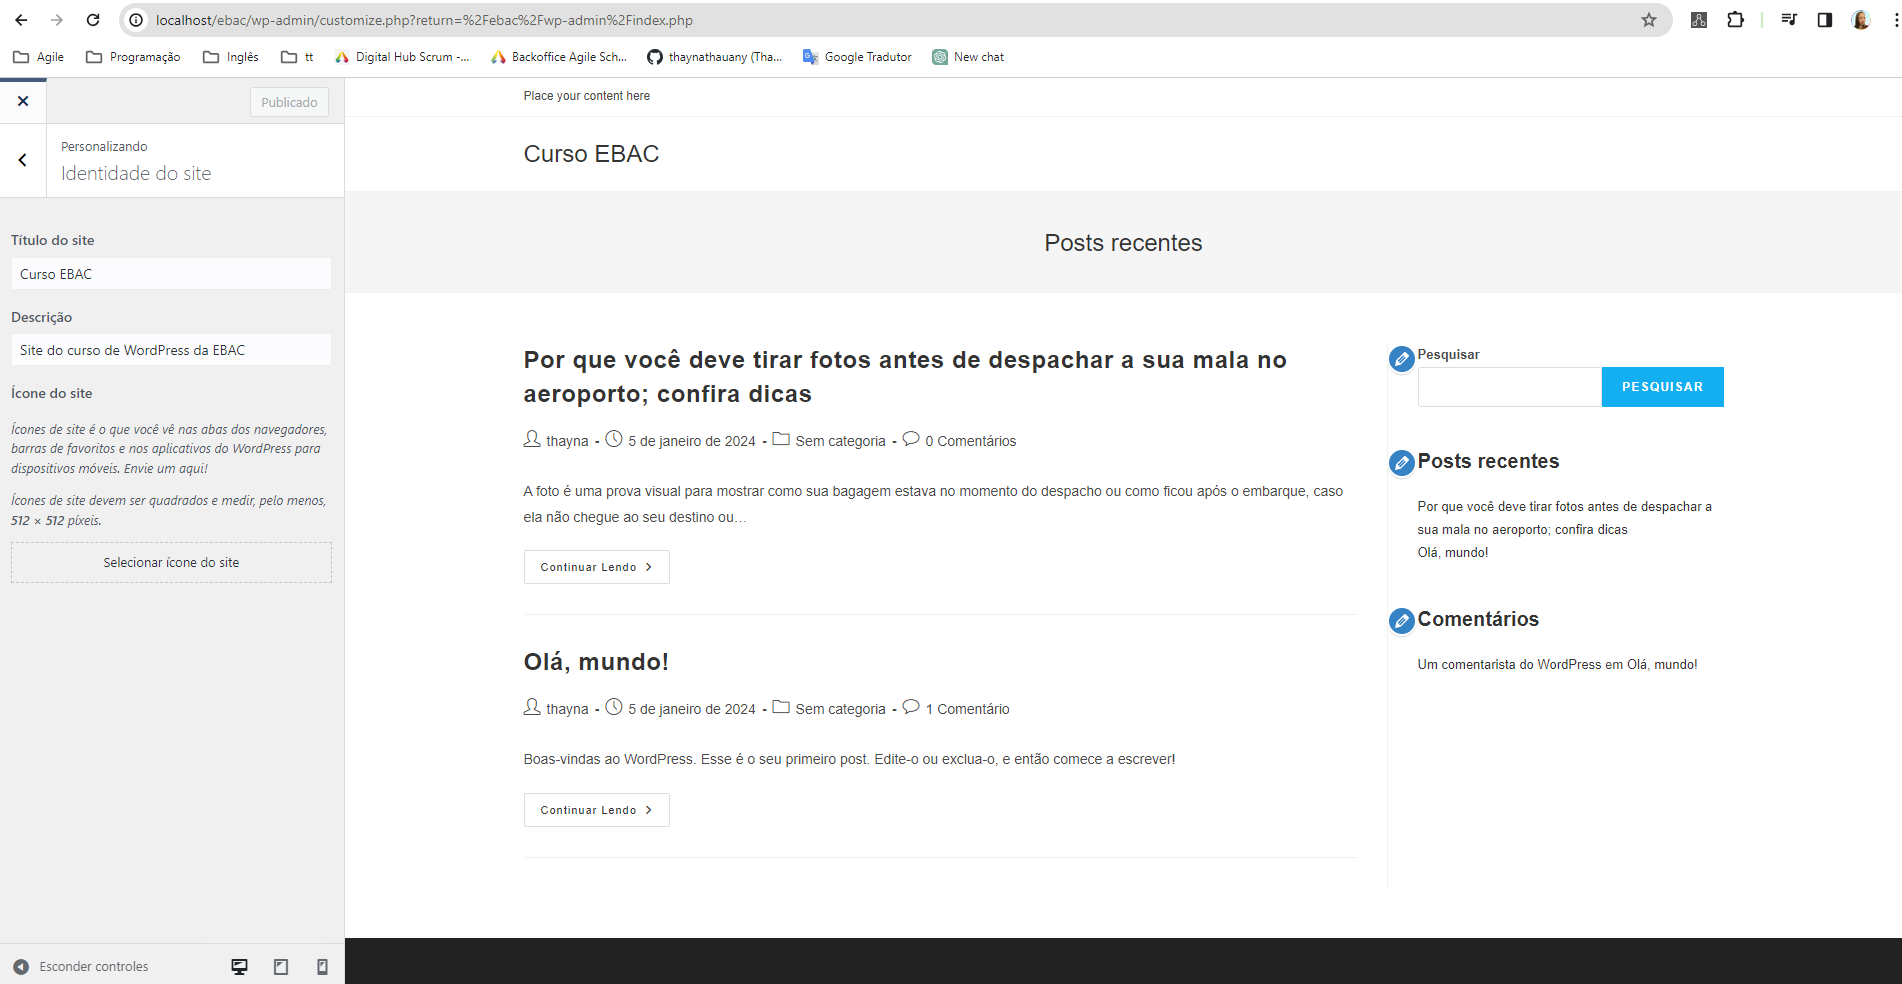 localhost/ebac/wp-admin/customize.php?return=%2Febac%2Fwp-admin%2Findex.php
Agile
Programação
Inglês
tt
Digital Hub Scrum -...
Backoffice Agile Sch...
thaynathauany (Tha...
Google Tradutor
New chat
Publicado
Personalizando
Identidade do site
Título do site
Curso EBAC
Descrição
Site do curso de WordPress da EBAC
Ícone do site
Ícones de site é o que você vê nas abas dos navegadores,
barras de favoritos e nos aplicativos do WordPress para
dispositivos móveis. Envie um aqui!
Ícones de site devem ser quadrados e medir, pelo menos,
512 × 512 píxeis.
Selecionar ícone do site
Esconder controles
Place your content here
Curso EBAC
Posts recentes
Por que você deve tirar fotos antes de despachar a sua mala no
aeroporto; confira dicas
thayna - 5 de janeiro de 2024 - Sem categoria - 0 Comentários
A foto é uma prova visual para mostrar como sua bagagem estava no momento do despacho ou como ficou após o embarque, caso
ela não chegue ao seu destino ou…
Continuar Lendo
Olá, mundo!
thayna - 5 de janeiro de 2024 - Sem categoria - 1 Comentário
Boas-vindas ao WordPress. Esse é o seu primeiro post. Edite-o ou exclua-o, e então comece a escrever!
Continuar Lendo
Pesquisar
PESQUISAR
Posts recentes
Por que você deve tirar fotos antes de despachar a
sua mala no aeroporto; confira dicas
Olá, mundo!
Comentários
Um comentarista do WordPress em Olá, mundo!